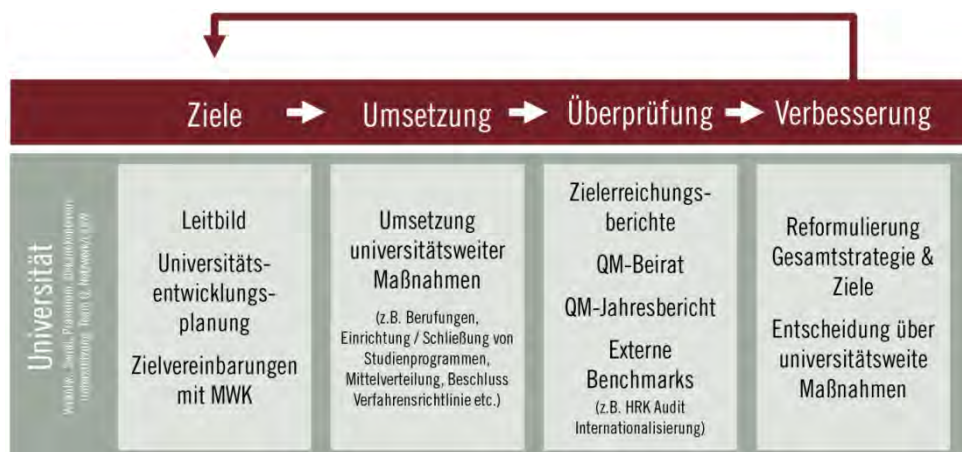 Ziele
Umsetzung
Überprüfung
Verbesserung
Universität
Leitbild
Universitäts-
entwicklungs-
planung
Zielvereinbarungen
mit MWK
Umsetzung
universitätsweiter
Maßnahmen
(z.B. Berufungen,
Einrichtung / Schließung von
Studienprogrammen,
Mittelverteilung, Beschluss
Verfahrensrichtlinie etc.)
Zielerreichungs-
berichte
QM-Beirat
QM-Jahresbericht
Externe
Benchmarks
(z.B. HRK Audit
Internationalisierung)
Reformulierung
Gesamtstrategie &
Ziele
Entscheidung über
universitätsweite
Maßnahmen